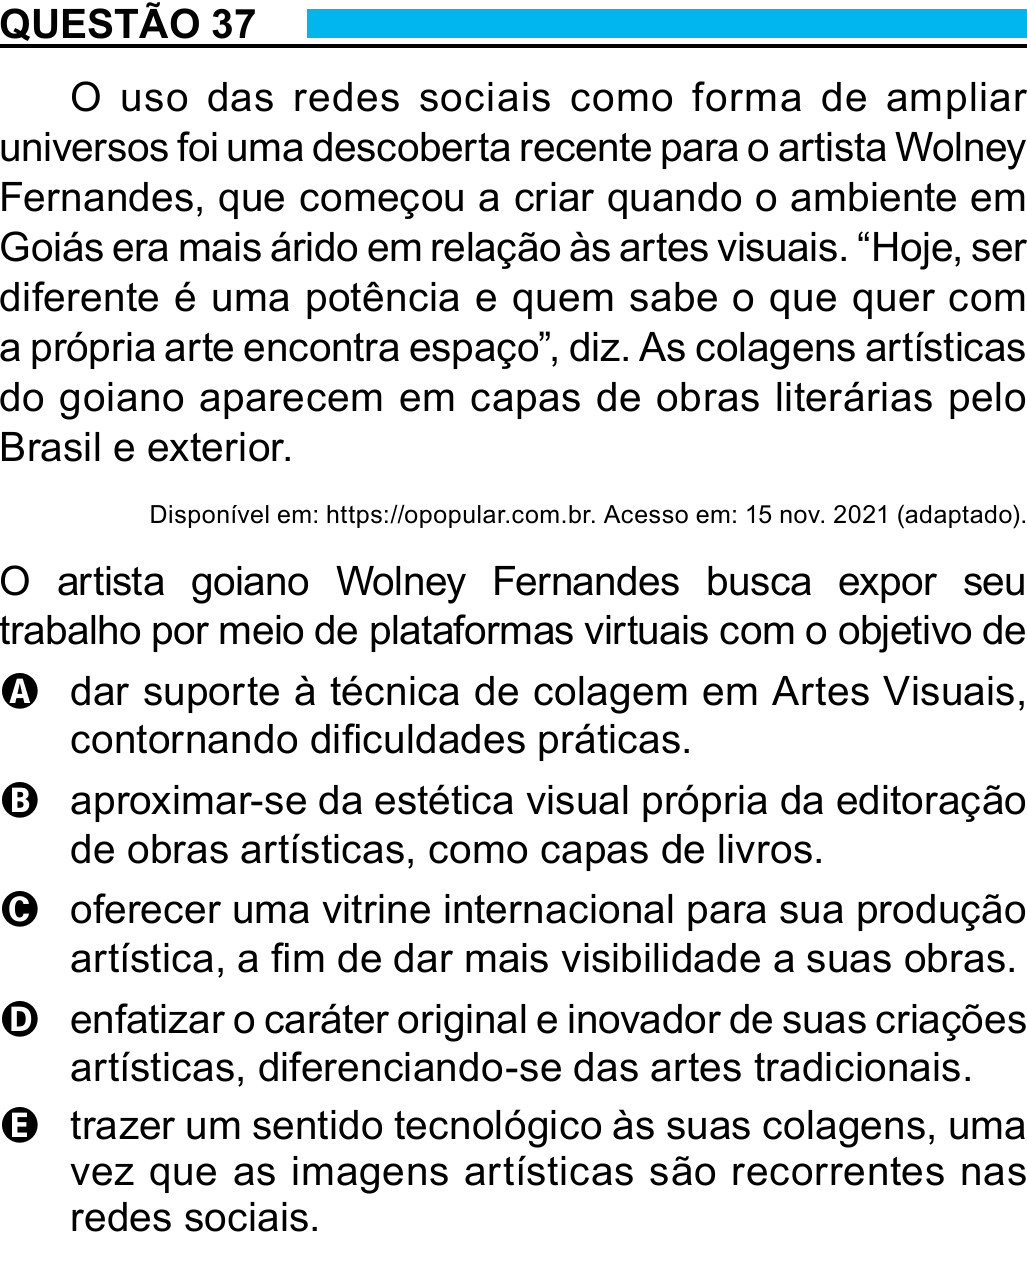 QUESTÃO 37
O uso das redes sociais como forma de ampliar
universos foi uma descoberta recente para o artista Wolney
Fernandes, que começou a criar quando o ambiente em
Goiás era mais árido em relação às artes visuais. “Hoje, ser
diferente é uma potência e quem sabe o que quer com
a própria arte encontra espaço”, diz. As colagens artísticas
do goiano aparecem em capas de obras literárias pelo
Brasil e exterior.
Disponível em: https://opopular.com.br. Acesso em: 15 nov. 2021 (adaptado).
O artista goiano Wolney Fernandes busca expor seu
trabalho por meio de plataformas virtuais com o objetivo de
A dar suporte à técnica de colagem em Artes Visuais,
contornando dificuldades práticas.
B aproximar-se da estética visual própria da editoração
de obras artísticas, como capas de livros.
C oferecer uma vitrine internacional para sua produção
artística, a fim de dar mais visibilidade a suas obras.
D enfatizar o caráter original e inovador de suas criações
artísticas, diferenciando-se das artes tradicionais.
E trazer um sentido tecnológico às suas colagens, uma
vez que as imagens artísticas são recorrentes nas
redes sociais.